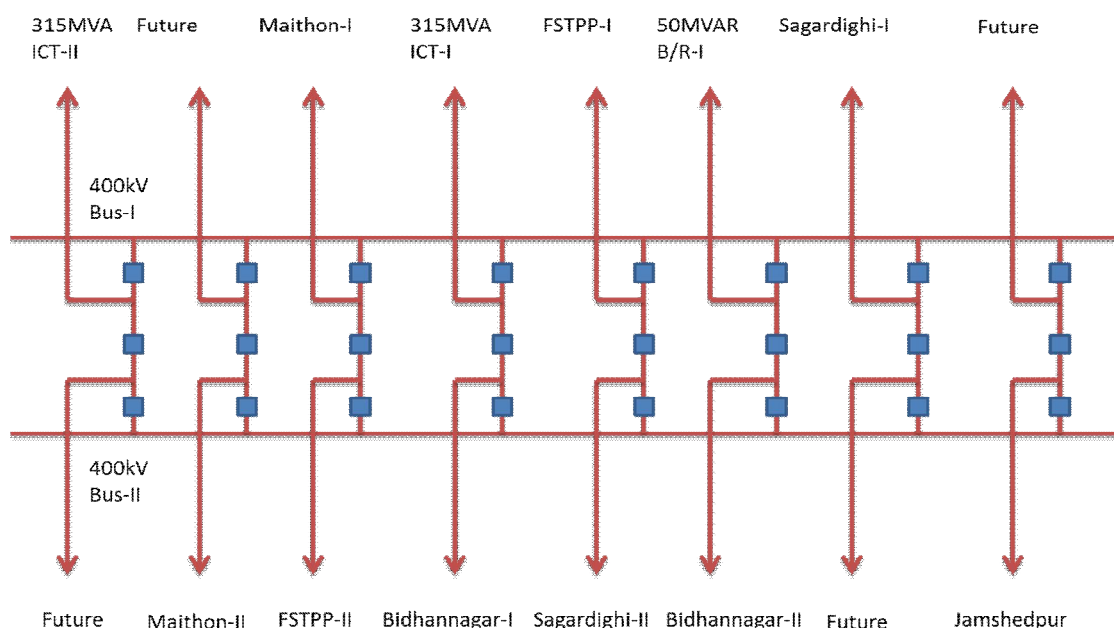 315MVA
ICT-II
Future
Maithon-I
315MVA
ICT-I
FSTPP-I
50MVAR
B/R-I
Sagardighi-I
Future
400kV
Bus-I
400kV
Bus-II
Future
Maithon-II
FSTPP-II
Bidhannagar-I
Sagardighi-II
Bidhannagar-II
Future
Jamshedpur